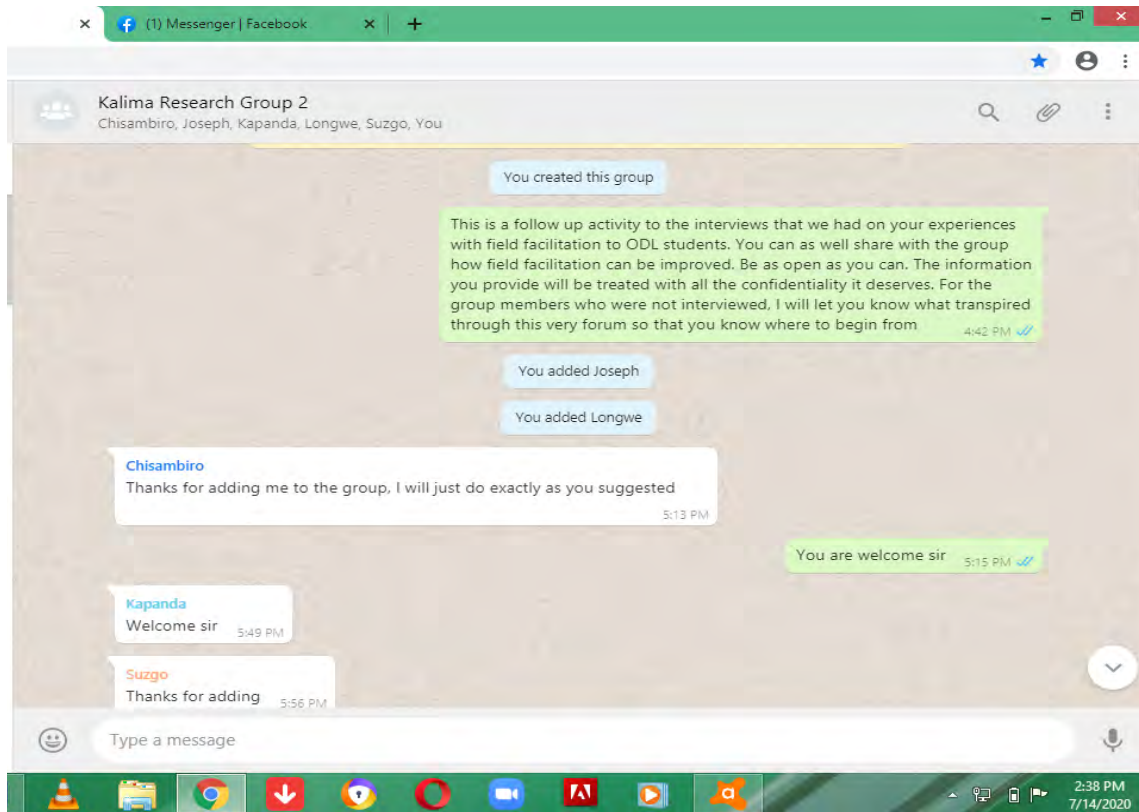 (1) Messenger | Facebook
Kalima Research Group 2
Chisambiro, Joseph, Kapanda, Longwe, Suzgo, You
You created this group
This is a follow up activity to the interviews that we had on your experiences
with field facilitation to ODL students. You can as well share with the group
how field facilitation can be improved. Be as open as you can. The information
you provide will be treated with all the confidentiality it deserves. For the
group members who were not interviewed, I will let you know what transpired
through this very forum so that you know where to begin from
4:42 PM
You added Joseph
You added Longwe
Chisambiro
Thanks for adding me to the group, I will just do exactly as you suggested
5:13 PM
You are welcome sir 5:15 PM
Kapanda
Welcome sir 5:49 PM
Suzgo
Thanks for adding 5:56 PM
Type a message
2:38 PM
7/14/2020